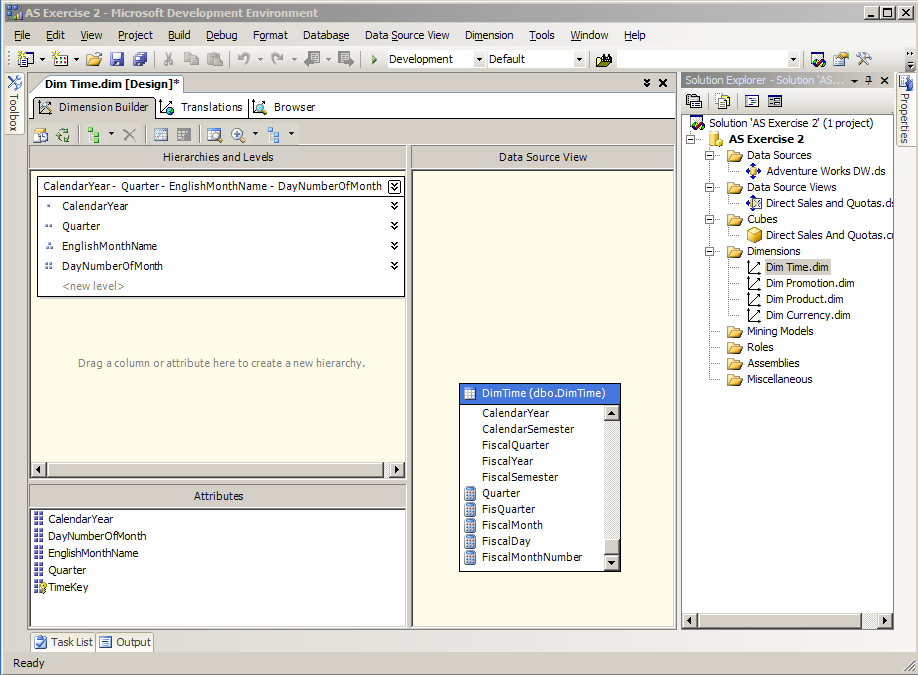 AS Exercise 2 - Microsoft Development Environment
File Edit View Project Build Debug Format Database Data Source View Dimension Tools Window Help
Development Default
Toolbox
Dim Time.dim [Design]*
Dimension Builder Translations Browser
Hierarchies and Levels
CalendarYear - Quarter - EnglishMonthName - DayNumberOfMonth
CalendarYear
Quarter
EnglishMonthName
DayNumberOfMonth
<new level>
Drag a column or attribute here to create a new hierarchy.
Attributes
CalendarYear
DayNumberOfMonth
EnglishMonthName
Quarter
TimeKey
Data Source View
DimTime (dbo.DimTime)
CalendarYear
CalendarSemester
FiscalQuarter
FiscalYear
FiscalSemester
Quarter
FisQuarter
FiscalMonth
FiscalDay
FiscalMonthNumber
Solution Explorer - Solution 'AS...
Solution 'AS Exercise 2' (1 project)
AS Exercise 2
Data Sources
Adventure Works DW.ds
Data Source Views
Direct Sales and Quotas.ds
Cubes
Direct Sales And Quotas.cu
Dimensions
Dim Time.dim
Dim Promotion.dim
Dim Product.dim
Dim Currency.dim
Mining Models
Roles
Assemblies
Miscellaneous
Properties
Task List Output
Ready